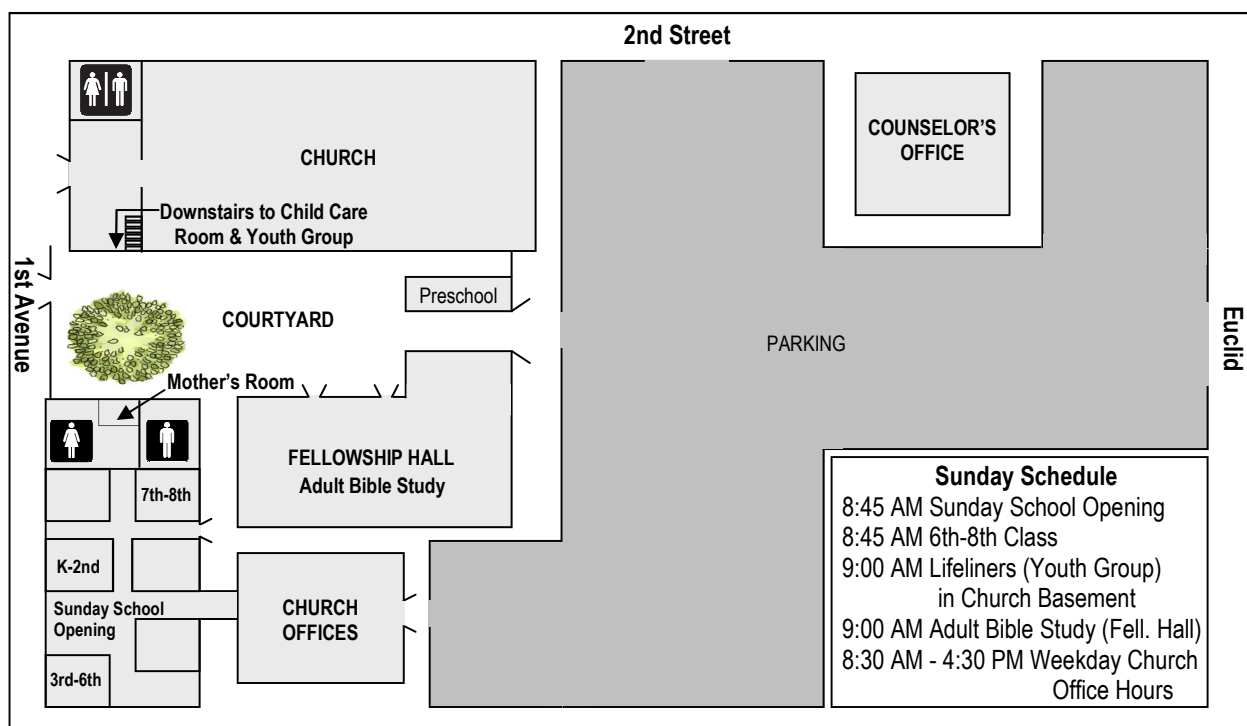 2nd Street
COUNSELOR'S
OFFICE
CHURCH
Downstairs to Child Care
Room & Youth Group
1st Avenue
Preschool
COURTYARD
PARKING
Euclid
Mother's Room
FELLOWSHIP HALL
Adult Bible Study
7th-8th
K-2nd
Sunday School
Opening
3rd-6th
CHURCH
OFFICES
Sunday Schedule
8:45 AM Sunday School Opening
8:45 AM 6th-8th Class
9:00 AM Lifeliners (Youth Group)
in Church Basement
9:00 AM Adult Bible Study (Fell. Hall)
8:30 AM - 4:30 PM Weekday Church
Office Hours